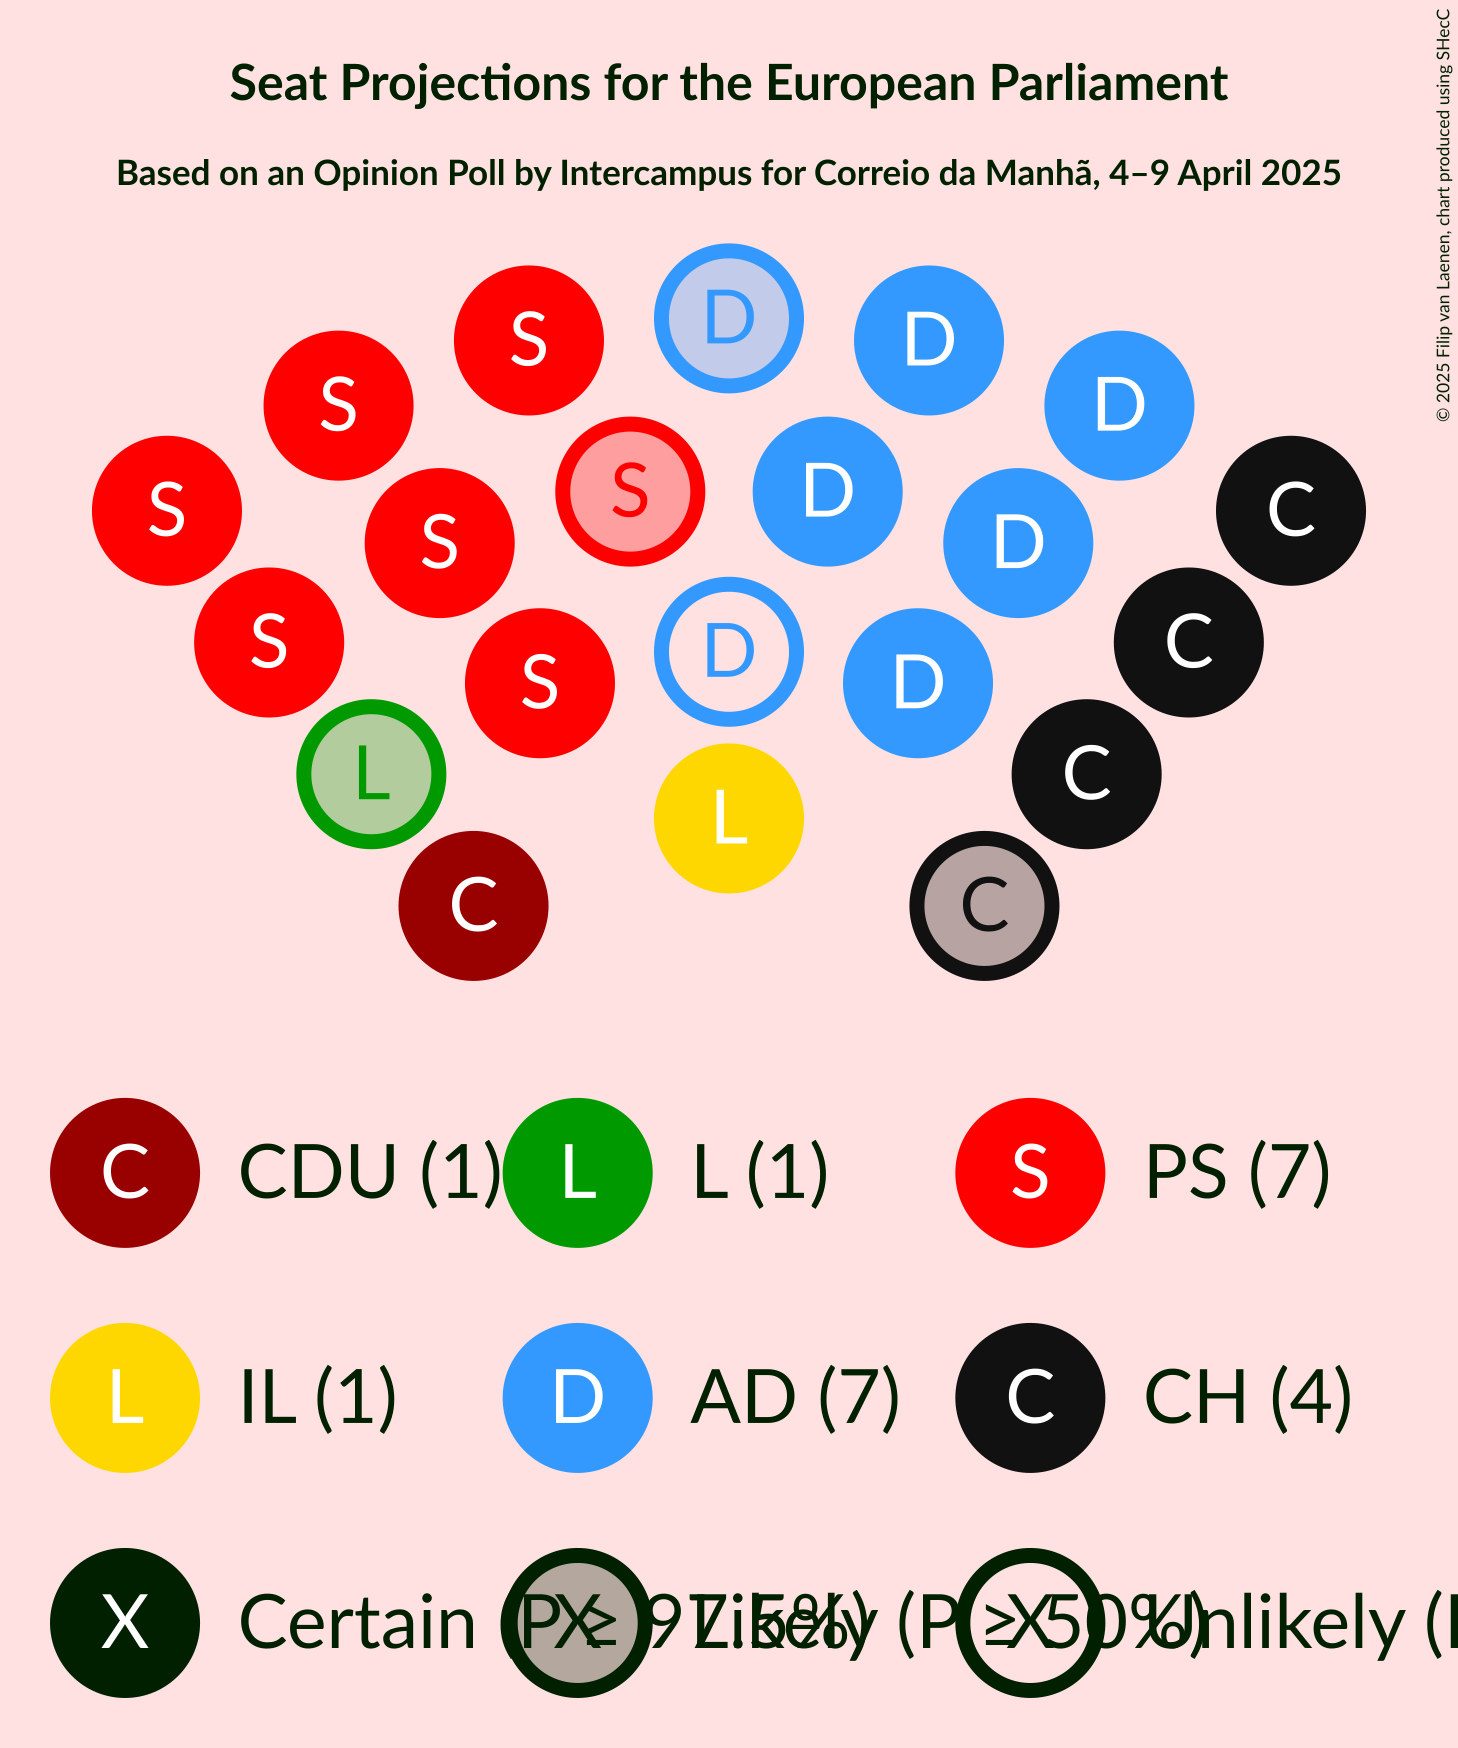 Seat Projections for the European Parliament
Based on an Opinion Poll by Intercampus for Correio da Manhã, 4–9 April 2025
© 2025 Filip van Laenen, chart produced using SHecC
D
S D
S D
S D
S C
S D
S D
S C
D
S D
L C
L
C C
C CDU (1) L L (1) S PS (7)
L IL (1) D AD (7) C CH (4)
X Certain (P ≥ 97.5%) X Likely (P ≥ 50%) X Unlikely (